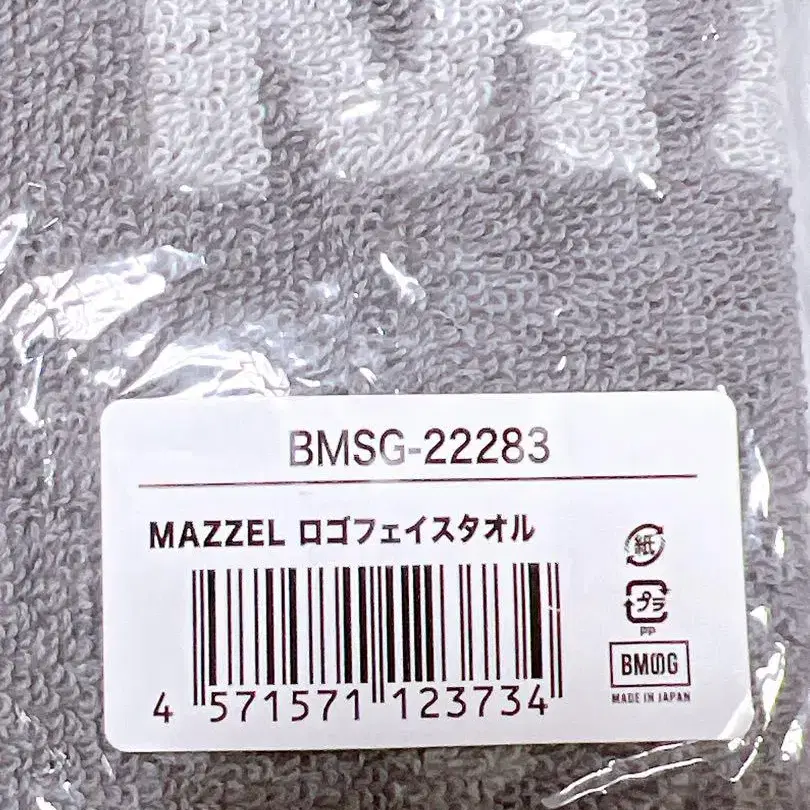 BMSG-22283
MAZZEL ロゴフェイスタオル
紙
プラ
PP
BMSG
MADE IN JAPAN
4 571571 123734